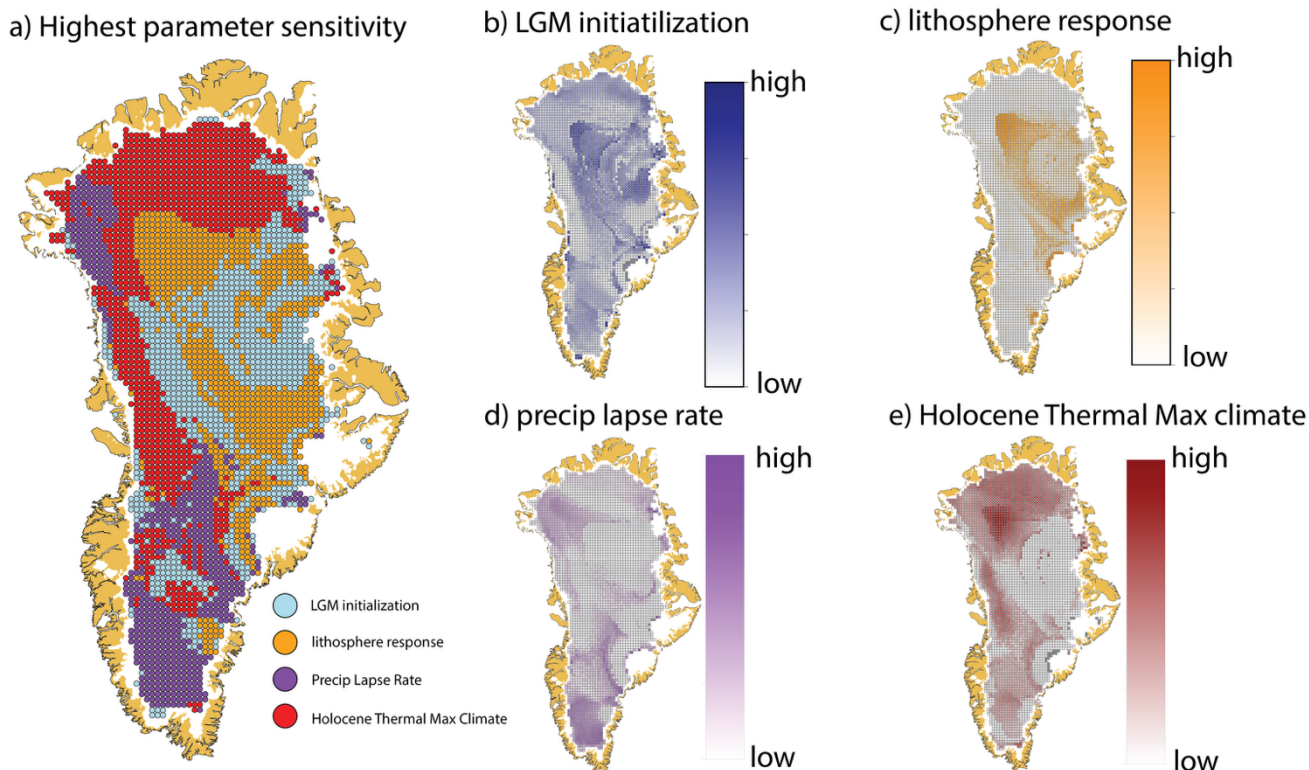 a) Highest parameter sensitivity
LGM initialization
lithosphere response
Precip Lapse Rate
Holocene Thermal Max Climate
b) LGM initiatilization
high
low
c) lithosphere response
high
low
d) precip lapse rate
high
low
e) Holocene Thermal Max climate
high
low